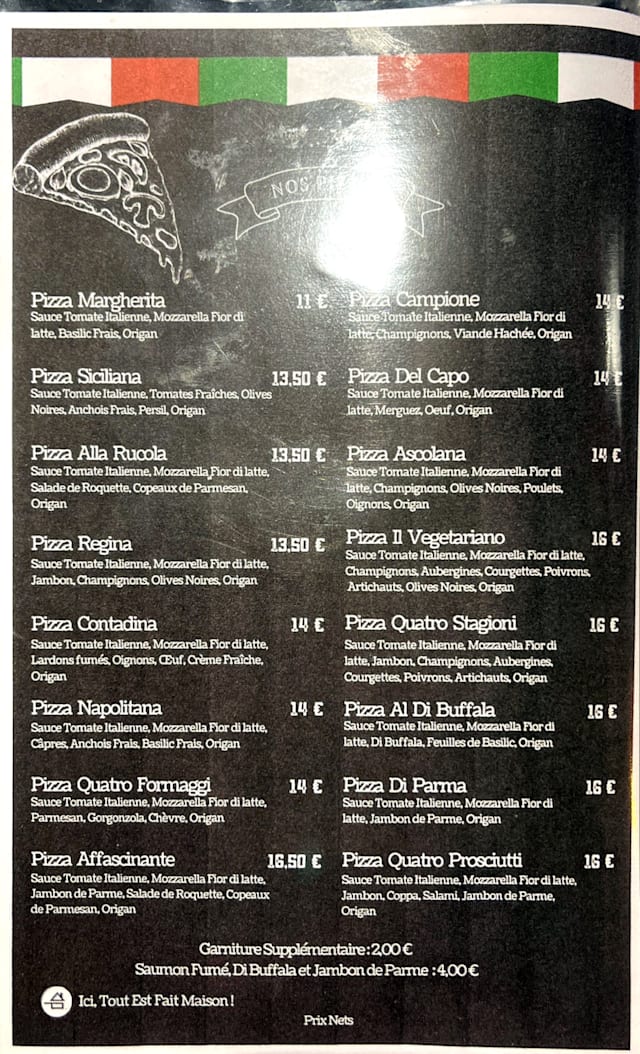 NOS
Pizza Margherita 11 €
Sauce Tomate Italienne, Mozzarella Fior di
latte, Basilic Frais, Origan
Pizza Siciliana 13,50 €
Sauce Tomate Italienne, Tomates Fraîches, Olives
Noires, Anchois Frais, Persil, Origan
Pizza Alla Rucola 13,50 €
Sauce Tomate Italienne, Mozzarella Fior di latte,
Salade de Roquette, Copeaux de Parmesan,
Origan
Pizza Regina 13,50 €
Sauce Tomate Italienne, Mozzarella Fior di latte,
Jambon, Champignons, Olives Noires, Origan
Pizza Contadina 14 €
Sauce Tomate Italienne, Mozzarella Fior di latte,
Lardons fumés, Oignons, Œuf, Crème Fraîche,
Origan
Pizza Napolitana 14 €
Sauce Tomate Italienne, Mozzarella Fior di latte,
Câpres, Anchois Frais, Basilic Frais, Origan
Pizza Quatro Formaggi 14 €
Sauce Tomate Italienne, Mozzarella Fior di latte,
Parmesan, Gorgonzola, Chèvre, Origan
Pizza Affascinante 16,50 €
Sauce Tomate Italienne, Mozzarella Fior di latte,
Jambon de Parme, Salade de Roquette, Copeaux
de Parmesan, Origan
Pizza Campione 14 €
Sauce Tomate Italienne, Mozzarella Fior di
latte, Champignons, Viande Hachée, Origan
Pizza Del Capo 14 €
Sauce Tomate Italienne, Mozzarella Fior di
latte, Merguez, Oeuf, Origan
Pizza Ascolana 14 €
Sauce Tomate Italienne, Mozzarella Fior di
latte, Champignons, Olives Noires, Poulets,
Oignons, Origan
Pizza Il Vegetariano 16 €
Sauce Tomate Italienne, Mozzarella Fior di latte,
Champignons, Aubergines, Courgettes, Poivrons,
Artichauts, Olives Noires, Origan
Pizza Quatro Stagioni 16 €
Sauce Tomate Italienne, Mozzarella Fior di
latte, Jambon, Champignons, Aubergines,
Courgettes, Poivrons, Artichauts, Origan
Pizza Al Di Buffala 16 €
Sauce Tomate Italienne, Mozzarella Fior di
latte, Di Buffala, Feuilles de Basilic, Origan
Pizza Di Parma 16 €
Sauce Tomate Italienne, Mozzarella Fior di
latte, Jambon de Parme, Origan
Pizza Quatro Prosciutti 16 €
Sauce Tomate Italienne, Mozzarella Fior di latte,
Jambon, Coppa, Salami, Jambon de Parme,
Origan
Garniture Supplémentaire : 2,00 €
Saumon Fumé, Di Buffala et Jambon de Parme : 4,00 €
Ici, Tout Est Fait Maison !
Prix Nets